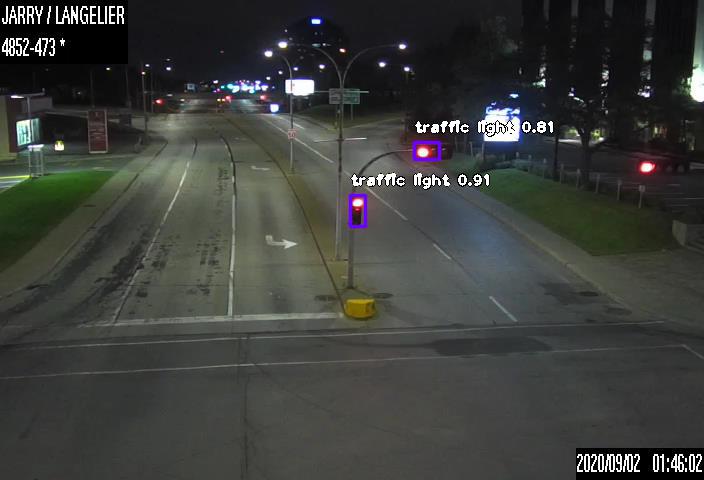 JARRY / LANGELIER
4852-473 *
traffic light 0.81
traffic light 0.91
2020/09/02 01:46:02